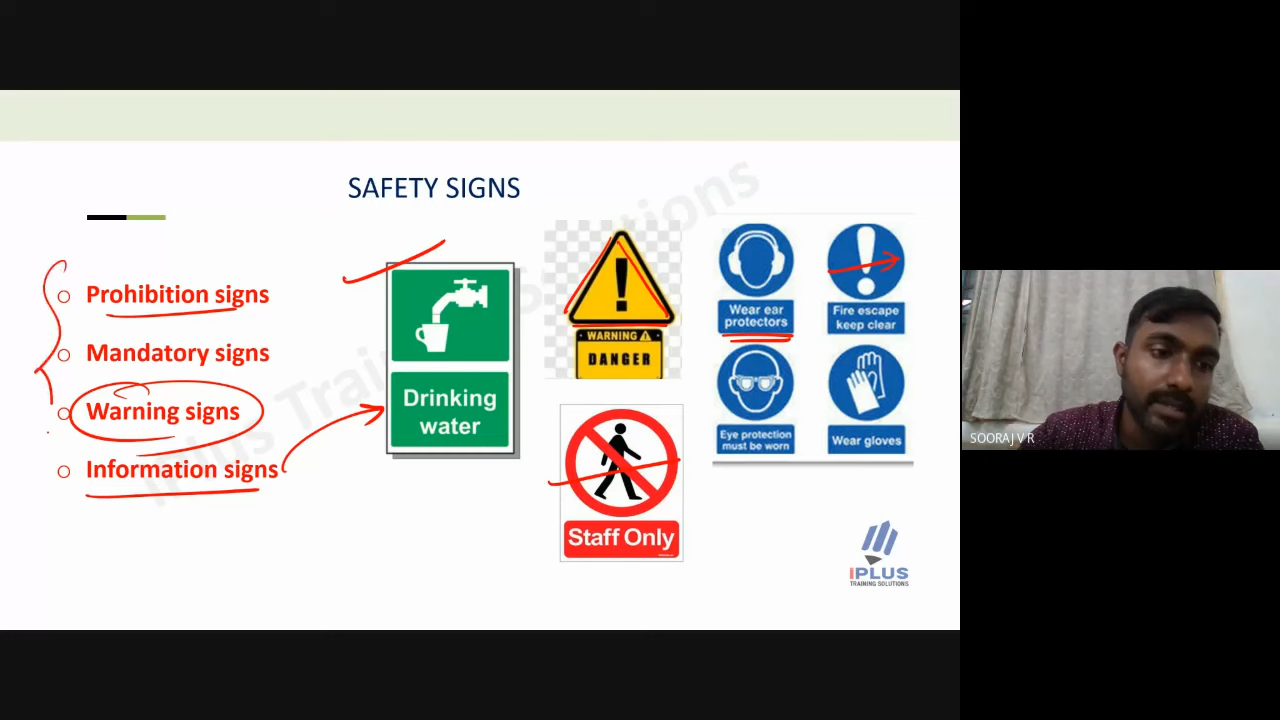 SAFETY SIGNS
Prohibition signs
Mandatory signs
Warning signs
Information signs
Drinking
water
WARNING
DANGER
Staff Only
Wear ear
protectors
Fire escape
keep clear
Eye protection
must be worn
Wear gloves
IPLUS
TRAINING SOLUTIONS
SOORAJ V R